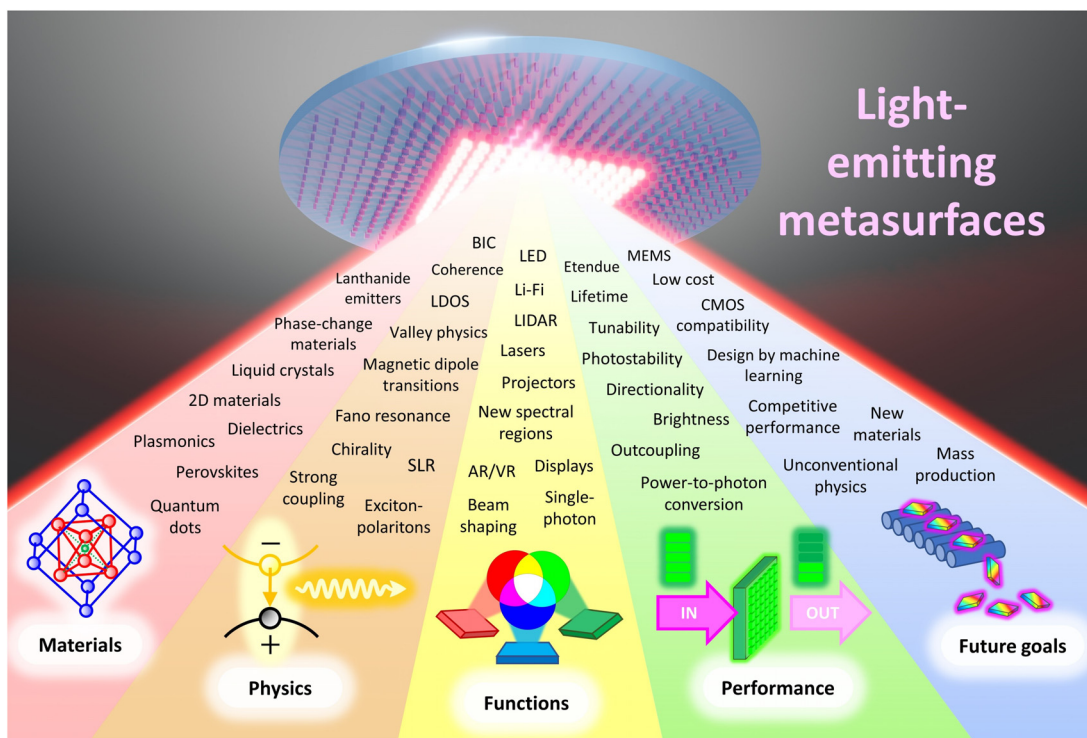 Light-
emitting
metasurfaces
Lanthanide
emitters
Phase-change
materials
Liquid crystals
2D materials
Dielectrics
Plasmonics
Perovskites
Quantum
dots
Materials
BIC
Coherence
LDOS
Valley physics
Magnetic dipole
transitions
Fano resonance
Chirality
SLR
Strong
coupling
Exciton-
polaritons
−
+
Physics
LED
Li-Fi
LIDAR
Lasers
Projectors
New spectral
regions
AR/VR
Displays
Beam
shaping
Single-
photon
Functions
Etendue
Lifetime
Tunability
Photostability
Directionality
Brightness
Outcoupling
Power-to-photon
conversion
IN
OUT
Performance
MEMS
Low cost
CMOS
compatibility
Design by machine
learning
Competitive
performance
New
materials
Unconventional
physics
Mass
production
Future goals